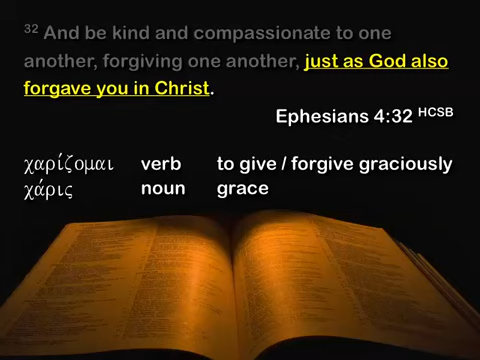 32 And be kind and compassionate to one
another, forgiving one another, just as God also
forgave you in Christ.
Ephesians 4:32 HCSB
χαρίζομαι verb to give / forgive graciously
χάρις noun grace